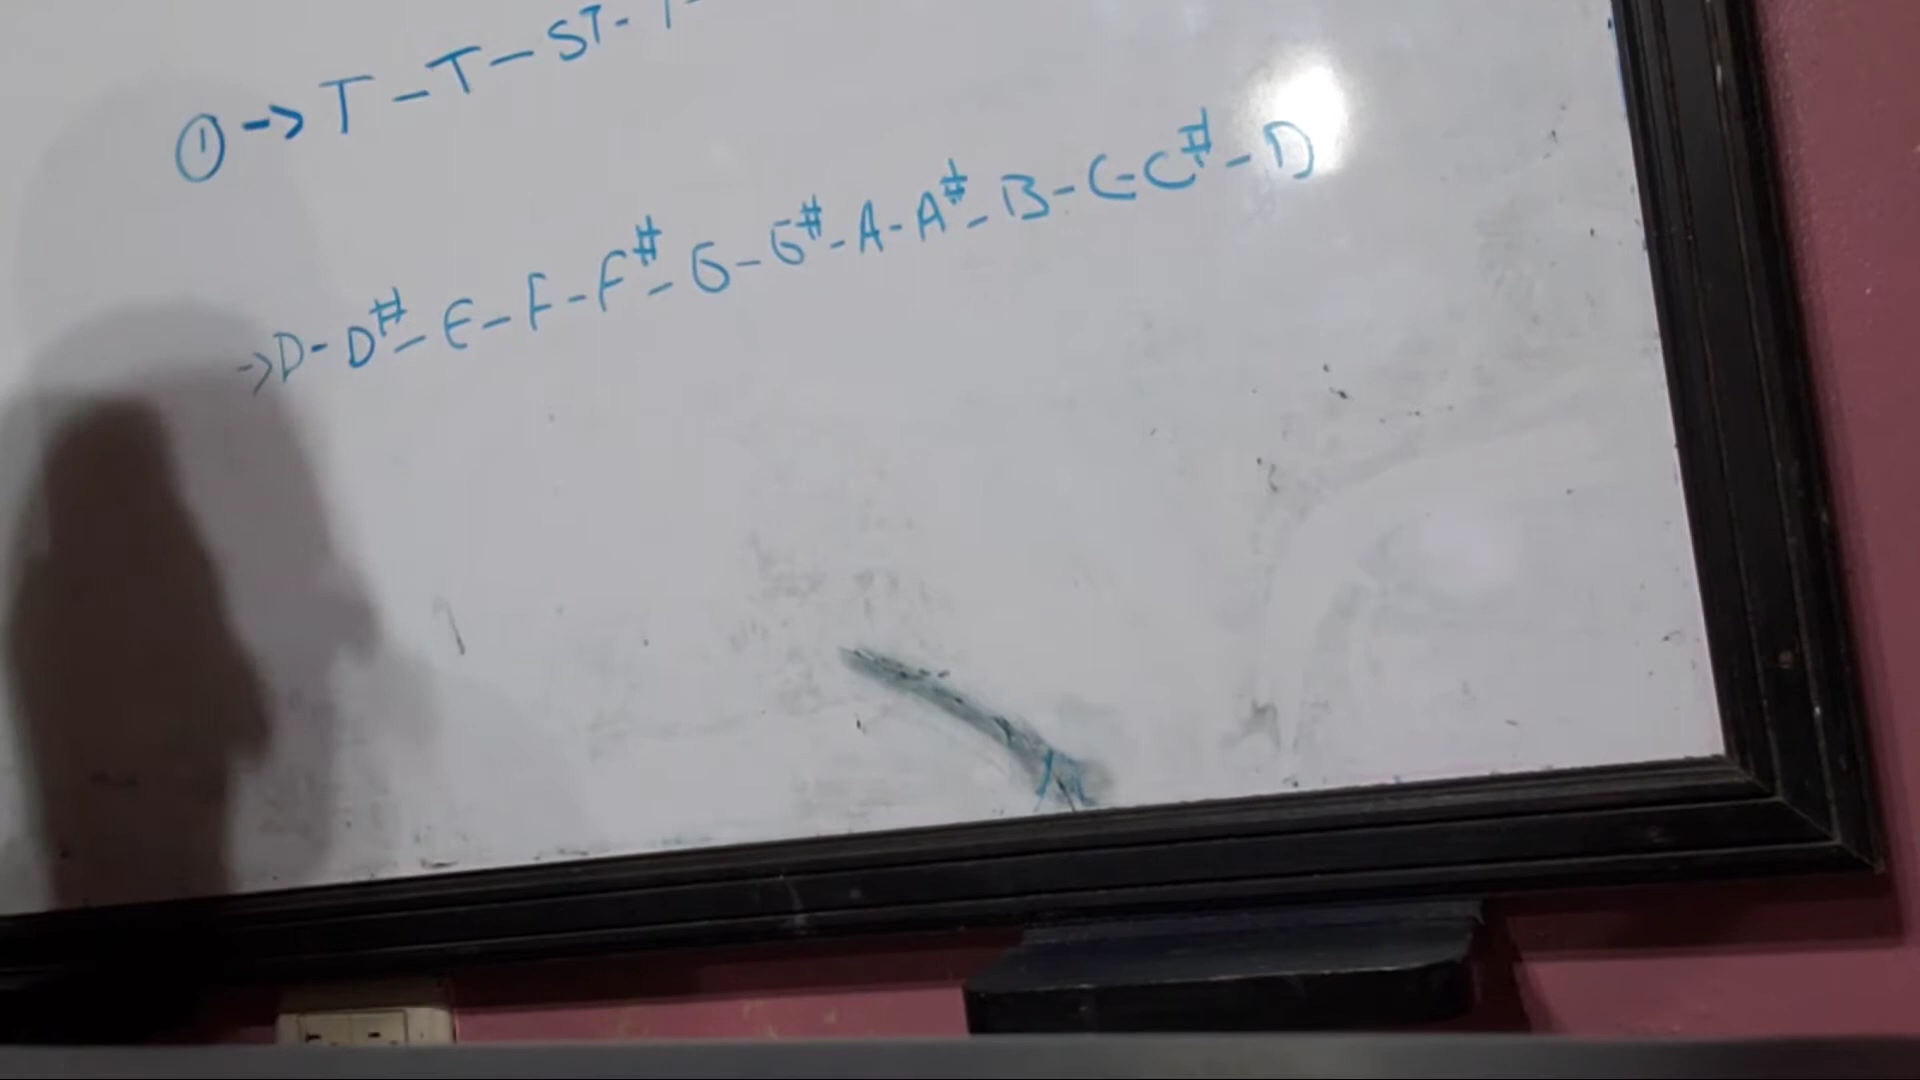 ① → T – T – ST -
→ D - D# – E – F – F# – G – G# - A - A# - B - C - C# - D